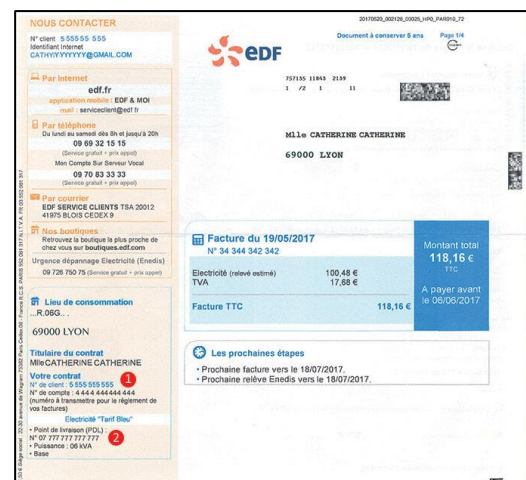 NOUS CONTACTER
N° client 5 555 55 555
Identifiant Internet
CATHYIYYYYYY@GMAIL.COM
Par Internet
edf.fr
application mobile : EDF & MOI
mail : serviceclient@edf.fr
Par téléphone
Du lundi au samedi dès 8h et jusqu'à 20h
09 69 32 15 15
(Service gratuit + prix appel)
Mon Compte Sur Serveur Vocal
09 70 83 33 33
(Service gratuit + prix appel)
Par courrier
EDF SERVICE CLIENTS TSA 20012
41975 BLOIS CEDEX 9
Nos boutiques
Retrouvez la boutique la plus proche de
chez vous sur boutiques.edf.com
Urgence dépannage Electricité (Enedis)
09 726 750 75 (Service gratuit + prix appel)
Lieu de consommation
...R.06G.. .
69000 LYON
Titulaire du contrat
Mlle CATHERINE CATHERINE
Votre contrat
N° de client : 5 555 555 555 1
N° de compte : 4 444 444 444 444
(numéro à transmettre pour le règlement de
vos factures)
Electricité "Tarif Bleu"
• Point de livraison (PDL) :
N° 07 777 777 777 777 2
• Puissance : 06 kVA
• Base
20170520_002126_00025_HP0_PAR010_72
Document à conserver 5 ans Page 1/4
edf
757135 11843 2159
1 /2 1 11
Mlle CATHERINE CATHERINE
69000 LYON
Facture du 19/05/2017
N° 34 344 342 342
Electricité (relevé estimé) 100,48 €
TVA 17,68 €
Facture TTC 118,16 €
Montant total
118,16 €
TTC
A payer avant
le 06/06/2017
Les prochaines étapes
• Prochaine facture vers le 18/07/2017.
• Prochaine relève Enedis vers le 18/07/2017.